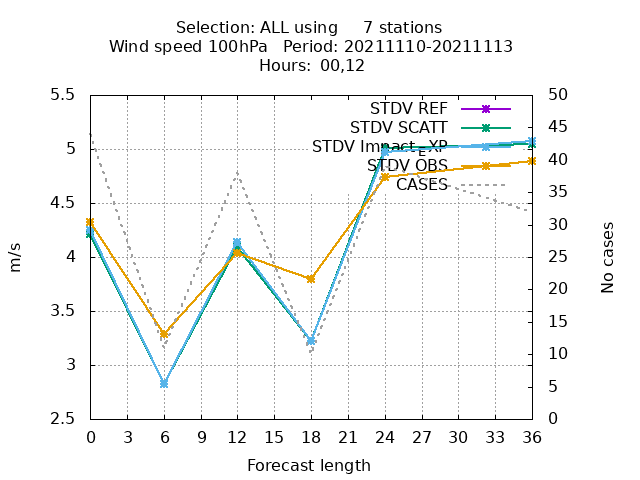 Selection: ALL using 7 stations
Wind speed 100hPa Period: 20211110-20211113
Hours: 00,12
5.5
5
4.5
4
3.5
3
2.5
m/s
50
45
40
35
30
25
20
15
10
5
0
No cases
STDV REF
STDV SCATT
STDV Impact_EXP
STDV OBS
CASES
0 3 6 9 12 15 18 21 24 27 30 33 36
Forecast length